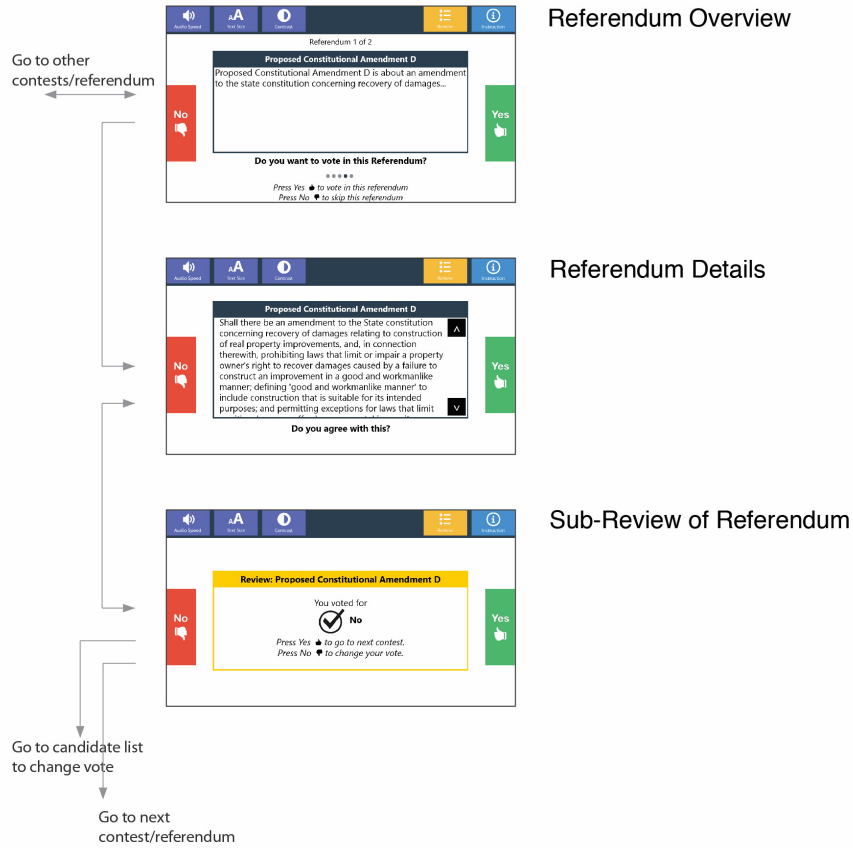 Referendum Overview
Audio Speed
AA
Text Size
Contrast
Review
Instruction
Referendum 1 of 2
Proposed Constitutional Amendment D
Proposed Constitutional Amendment D is about an amendment
to the state constitution concerning recovery of damages...
Go to other
contests/referendum
No
Yes
Do you want to vote in this Referendum?
Press Yes to vote in this referendum
Press No to skip this referendum
Referendum Details
Audio Speed
AA
Text Size
Contrast
Review
Instruction
Proposed Constitutional Amendment D
Shall there be an amendment to the State constitution
concerning recovery of damages relating to construction
of real property improvements, and, in connection
therewith, prohibiting laws that limit or impair a property
owner's right to recover damages caused by a failure to
construct an improvement in a good and workmanlike
manner; defining 'good and workmanlike manner' to
include construction that is suitable for its intended
purposes; and permitting exceptions for laws that limit
No
Yes
Do you agree with this?
Sub-Review of Referendum
Audio Speed
AA
Text Size
Contrast
Review
Instruction
Review: Proposed Constitutional Amendment D
You voted for
No
Press Yes to go to next contest.
Press No to change your vote.
No
Yes
Go to candidate list
to change vote
Go to next
contest/referendum